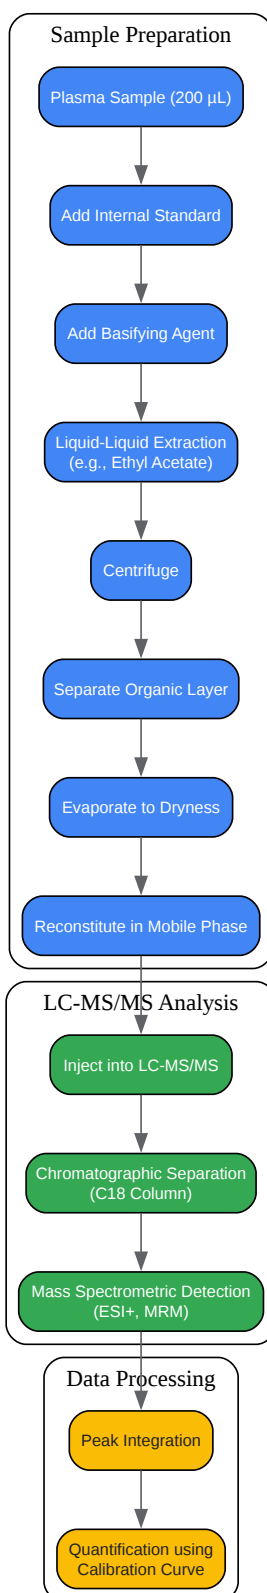 Sample Preparation
Plasma Sample (200 µL)
Add Internal Standard
Add Basifying Agent
Liquid-Liquid Extraction
(e.g., Ethyl Acetate)
Centrifuge
Separate Organic Layer
Evaporate to Dryness
Reconstitute in Mobile Phase
LC-MS/MS Analysis
Inject into LC-MS/MS
Chromatographic Separation
(C18 Column)
Mass Spectrometric Detection
(ESI+, MRM)
Data Processing
Peak Integration
Quantification using
Calibration Curve